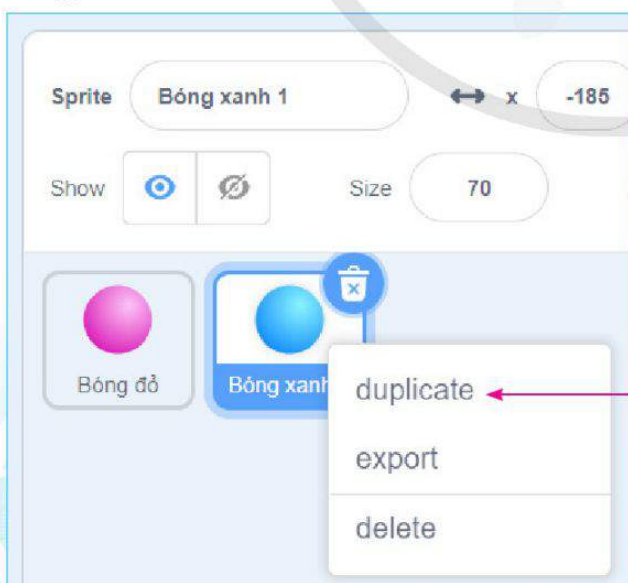 Sprite Bóng xanh 1 x -185
Show Size 70
Bóng đỏ Bóng xanh
duplicate
export
delete